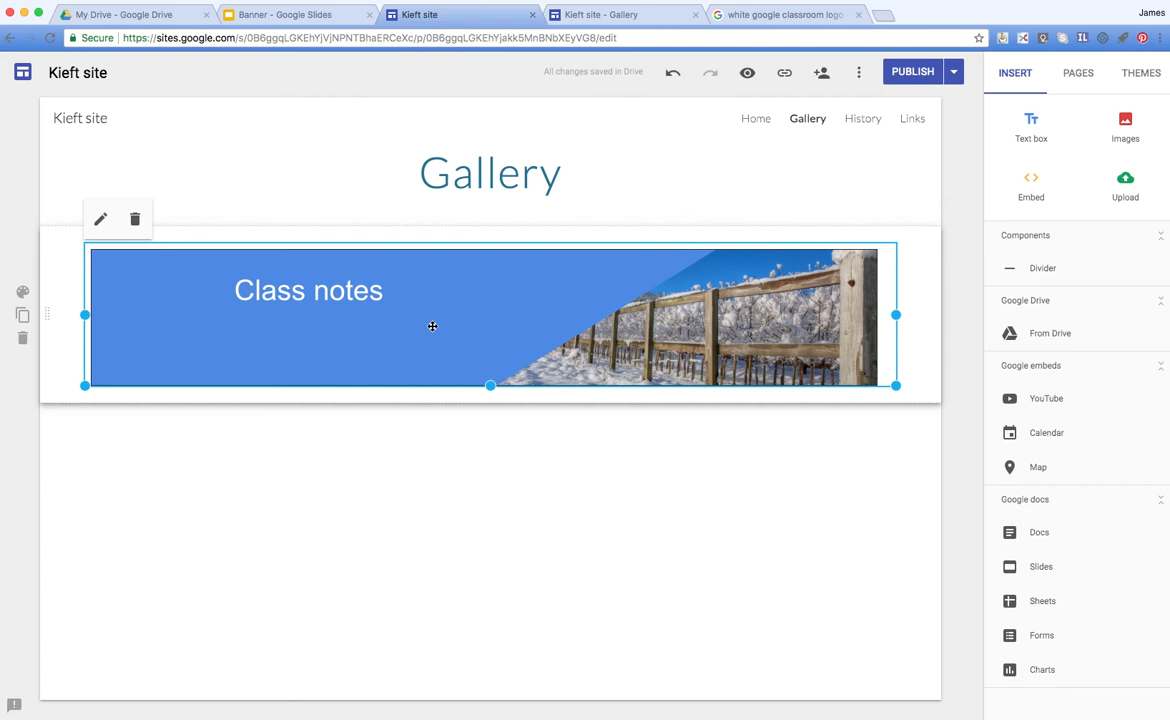 My Drive - Google Drive
Banner - Google Slides
Kieft site
Kieft site - Gallery
white google classroom logo
James
Secure
https://sites.google.com/s/0B6ggqLGKEhYjVjNPNTBhaERCeXc/p/0B6ggqLGKEhYjakk5MnBNbXEyVG8/edit
Kieft site
All changes saved in Drive
PUBLISH
INSERT
PAGES
THEMES
Kieft site
Home
Gallery
History
Links
Gallery
Class notes
Text box
Images
Embed
Upload
Components
Divider
Google Drive
From Drive
Google embeds
YouTube
Calendar
Map
Google docs
Docs
Slides
Sheets
Forms
Charts